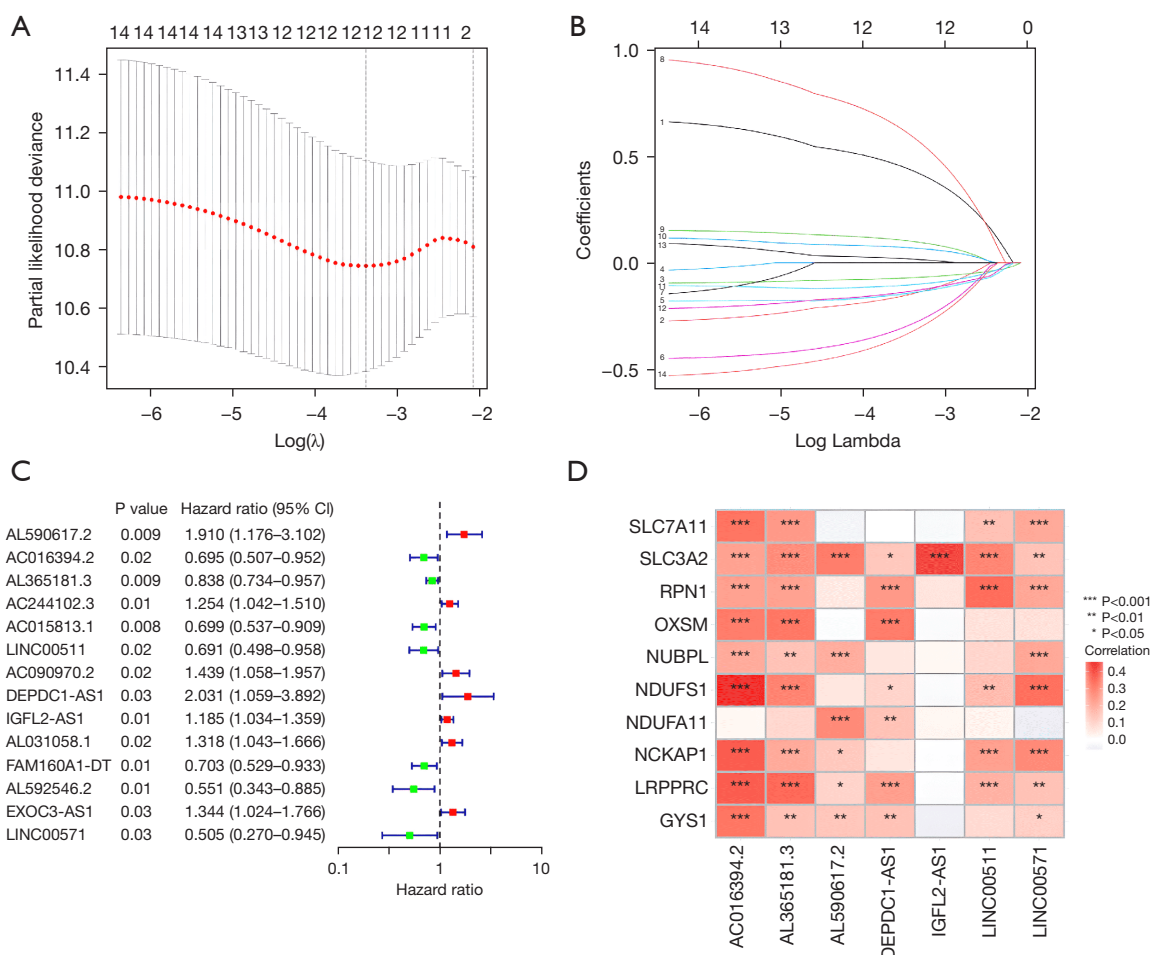 A
14 14 1414 14 1313 12 121212 1212 12 12 1111 2
Partial likelihood deviance
11.4
11.2
11.0
10.8
10.6
10.4
−6 −5 −4 −3 −2
Log(λ)
B
14 13 12 12 0
Coefficients
1.0
0.5
0.0
−0.5
8
1
9
10
13
4
3
11
7
5
12
2
6
14
−6 −5 −4 −3 −2
Log Lambda
C
P value Hazard ratio (95% CI)
AL590617.2 0.009 1.910 (1.176–3.102)
AC016394.2 0.02 0.695 (0.507–0.952)
AL365181.3 0.009 0.838 (0.734–0.957)
AC244102.3 0.01 1.254 (1.042–1.510)
AC015813.1 0.008 0.699 (0.537–0.909)
LINC00511 0.02 0.691 (0.498–0.958)
AC090970.2 0.02 1.439 (1.058–1.957)
DEPDC1-AS1 0.03 2.031 (1.059–3.892)
IGFL2-AS1 0.01 1.185 (1.034–1.359)
AL031058.1 0.02 1.318 (1.043–1.666)
FAM160A1-DT 0.01 0.703 (0.529–0.933)
AL592546.2 0.01 0.551 (0.343–0.885)
EXOC3-AS1 0.03 1.344 (1.024–1.766)
LINC00571 0.03 0.505 (0.270–0.945)
0.1 1 10
Hazard ratio
D
SLC7A11 *** *** ** ***
SLC3A2 *** *** *** * *** *** **
RPN1 *** *** *** *** ***
OXSM *** *** ***
NUBPL *** ** *** ***
NDUFS1 *** *** * ** ***
NDUFA11 *** **
NCKAP1 *** *** * *** ***
LRPPRC *** *** * *** *** **
GYS1 *** ** ** ** *
AC016394.2
AL365181.3
AL590617.2
DEPDC1-AS1
IGFL2-AS1
LINC00511
LINC00571
*** P<0.001
** P<0.01
* P<0.05
Correlation
0.4
0.3
0.2
0.1
0.0